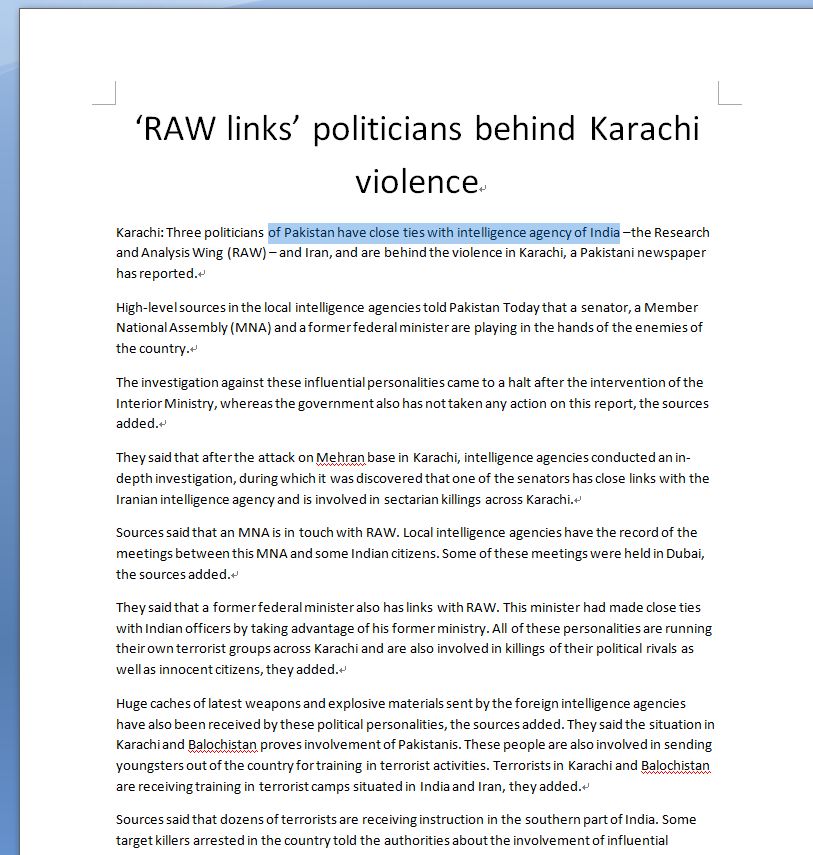 ‘RAW links’ politicians behind Karachi
violence
Karachi: Three politicians of Pakistan have close ties with intelligence agency of India –the Research
and Analysis Wing (RAW) – and Iran, and are behind the violence in Karachi, a Pakistani newspaper
has reported.
High-level sources in the local intelligence agencies told Pakistan Today that a senator, a Member
National Assembly (MNA) and a former federal minister are playing in the hands of the enemies of
the country.
The investigation against these influential personalities came to a halt after the intervention of the
Interior Ministry, whereas the government also has not taken any action on this report, the sources
added.
They said that after the attack on Mehran base in Karachi, intelligence agencies conducted an in-
depth investigation, during which it was discovered that one of the senators has close links with the
Iranian intelligence agency and is involved in sectarian killings across Karachi.
Sources said that an MNA is in touch with RAW. Local intelligence agencies have the record of the
meetings between this MNA and some Indian citizens. Some of these meetings were held in Dubai,
the sources added.
They said that a former federal minister also has links with RAW. This minister had made close ties
with Indian officers by taking advantage of his former ministry. All of these personalities are running
their own terrorist groups across Karachi and are also involved in killings of their political rivals as
well as innocent citizens, they added.
Huge caches of latest weapons and explosive materials sent by the foreign intelligence agencies
have also been received by these political personalities, the sources added. They said the situation in
Karachi and Balochistan proves involvement of Pakistanis. These people are also involved in sending
youngsters out of the country for training in terrorist activities. Terrorists in Karachi and Balochistan
are receiving training in terrorist camps situated in India and Iran, they added.
Sources said that dozens of terrorists are receiving instruction in the southern part of India. Some
target killers arrested in the country told the authorities about the involvement of influential